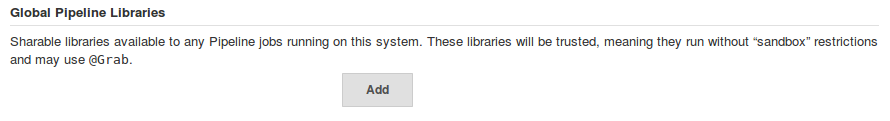 Global Pipeline Libraries
Sharable libraries available to any Pipeline jobs running on this system. These libraries will be trusted, meaning they run without “sandbox” restrictions
and may use @Grab.
Add